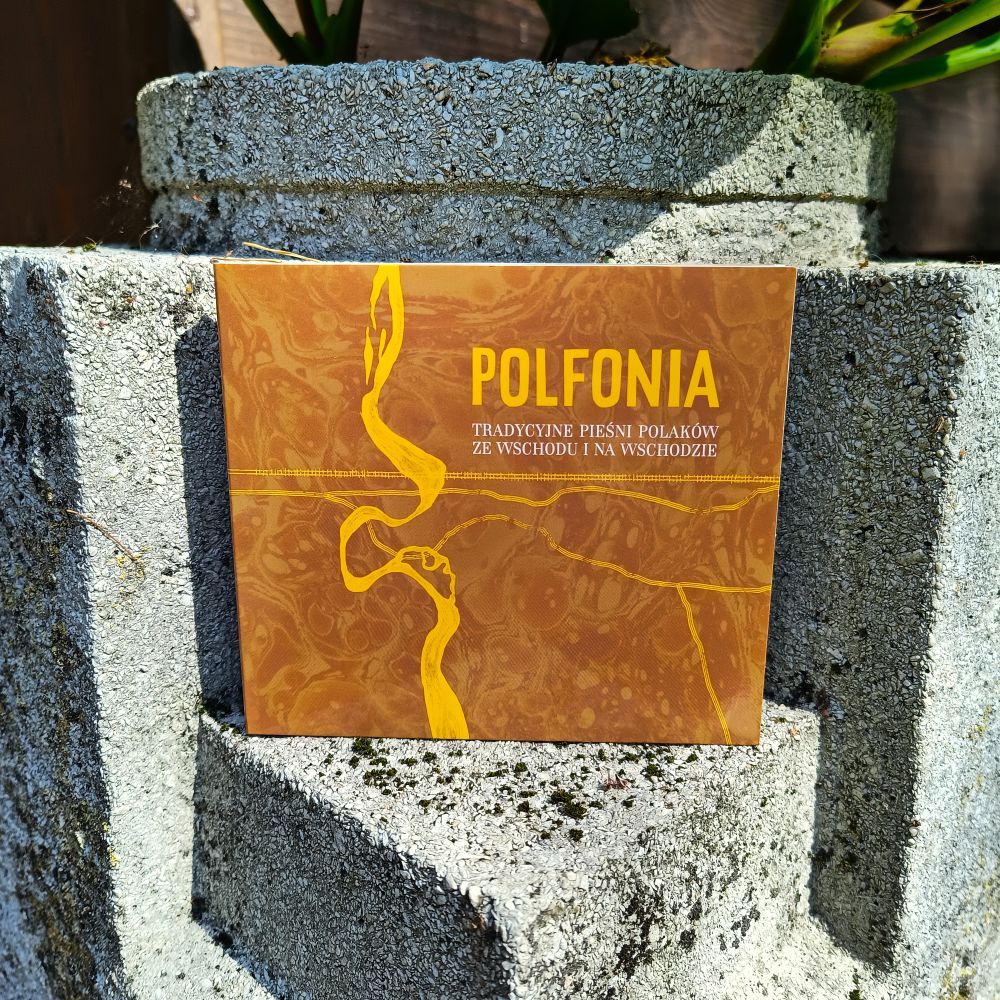 POLFONIA
TRADYCYJNE PIEŚNI POLAKÓW
ZE WSCHODU I NA WSCHODZIE